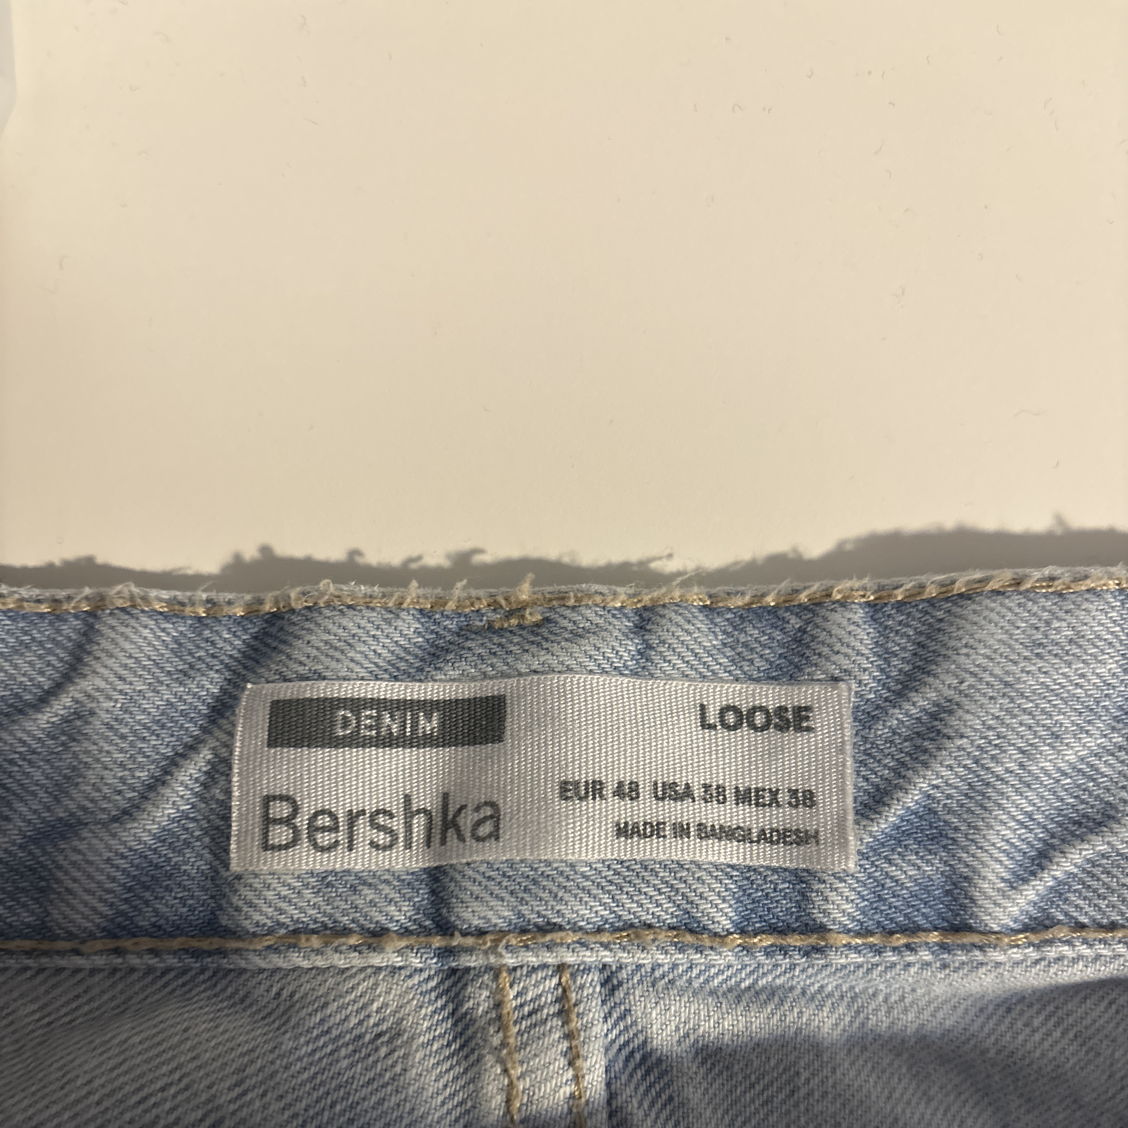 DENIM
LOOSE
Bershka
EUR 48 USA 38 MEX 38
MADE IN BANGLADESH